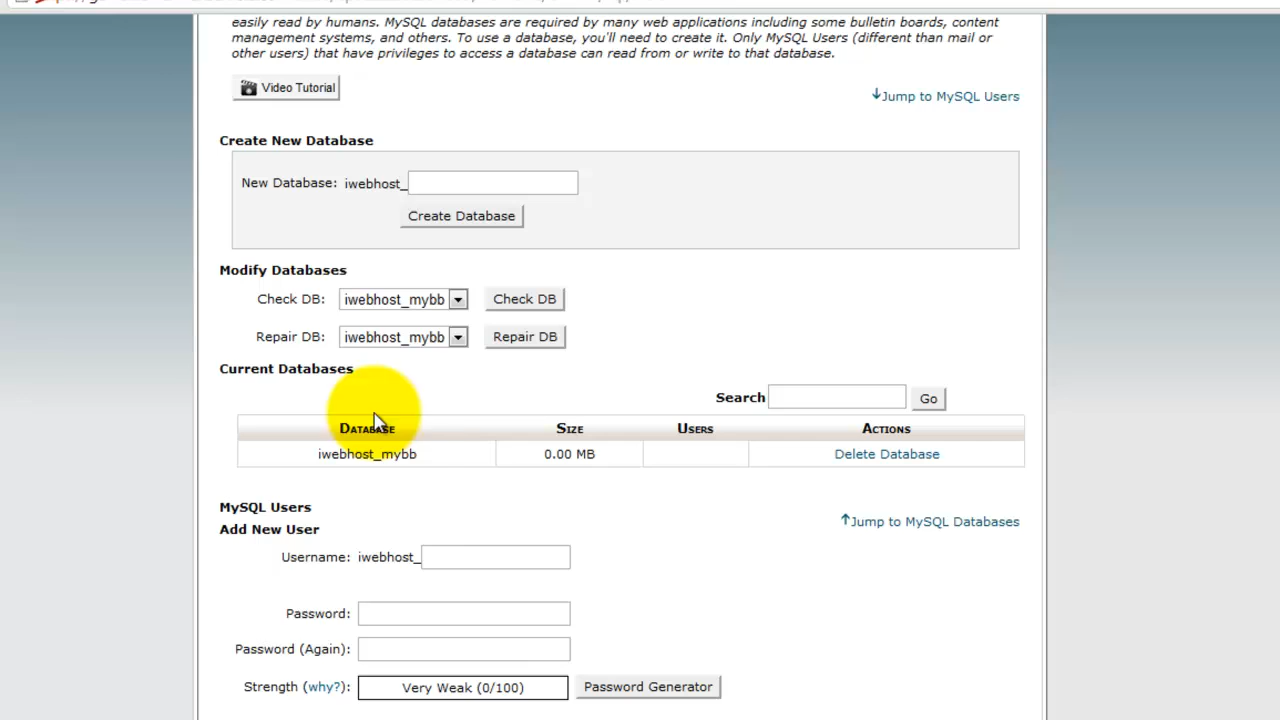 easily read by humans. MySQL databases are required by many web applications including some bulletin boards, content
management systems, and others. To use a database, you'll need to create it. Only MySQL Users (different than mail or
other users) that have privileges to access a database can read from or write to that database.
Video Tutorial
Jump to MySQL Users
Create New Database
New Database: iwebhost_
Create Database
Modify Databases
Check DB: iwebhost_mybb Check DB
Repair DB: iwebhost_mybb Repair DB
Current Databases
Search Go
Database Size Users Actions
iwebhost_mybb 0.00 MB Delete Database
MySQL Users
Jump to MySQL Databases
Add New User
Username: iwebhost_
Password:
Password (Again):
Strength (why?): Very Weak (0/100) Password Generator